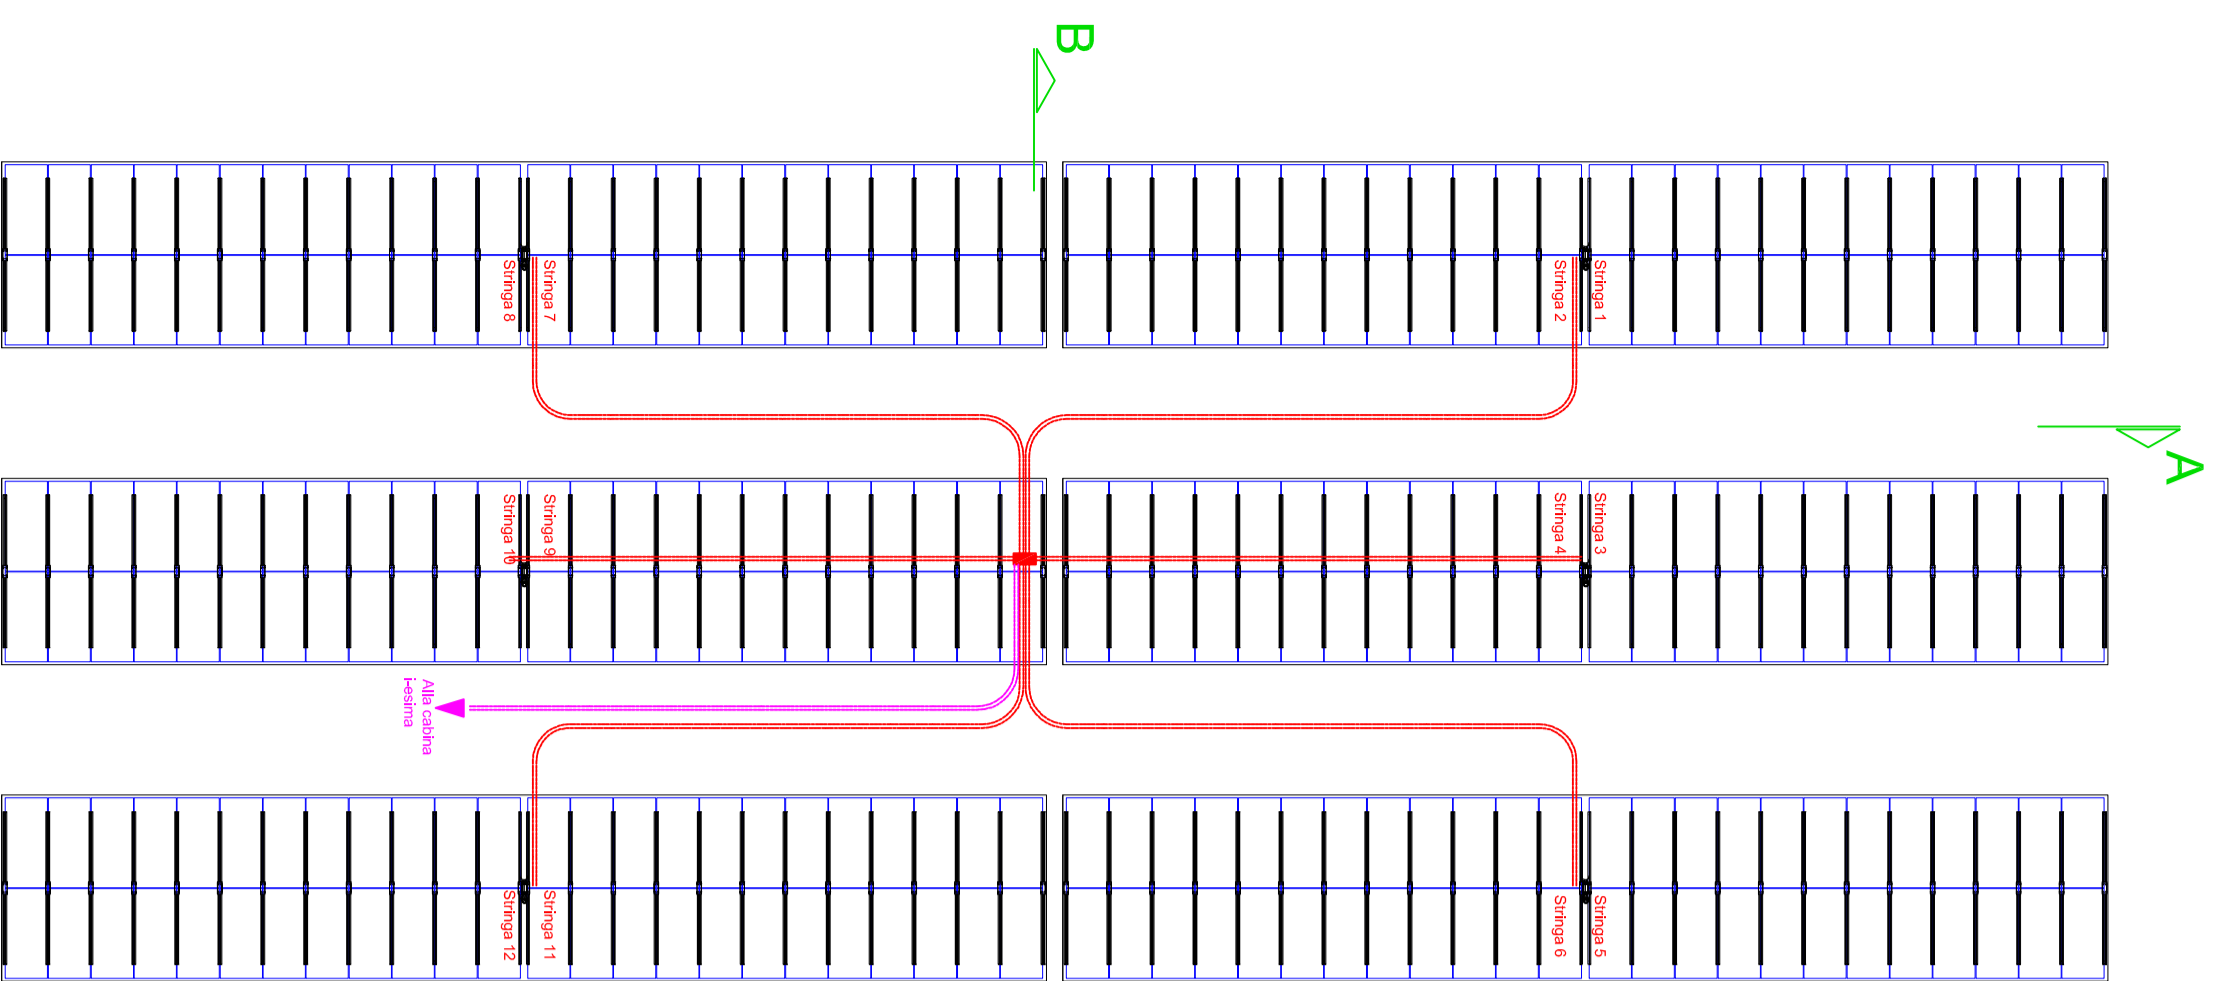 B
A
Stringa 8
Stringa 7
Stringa 2
Stringa 1
Stringa 10
Stringa 9
Stringa 4
Stringa 3
Alla cabina
i-esima
Stringa 12
Stringa 11
Stringa 6
Stringa 5